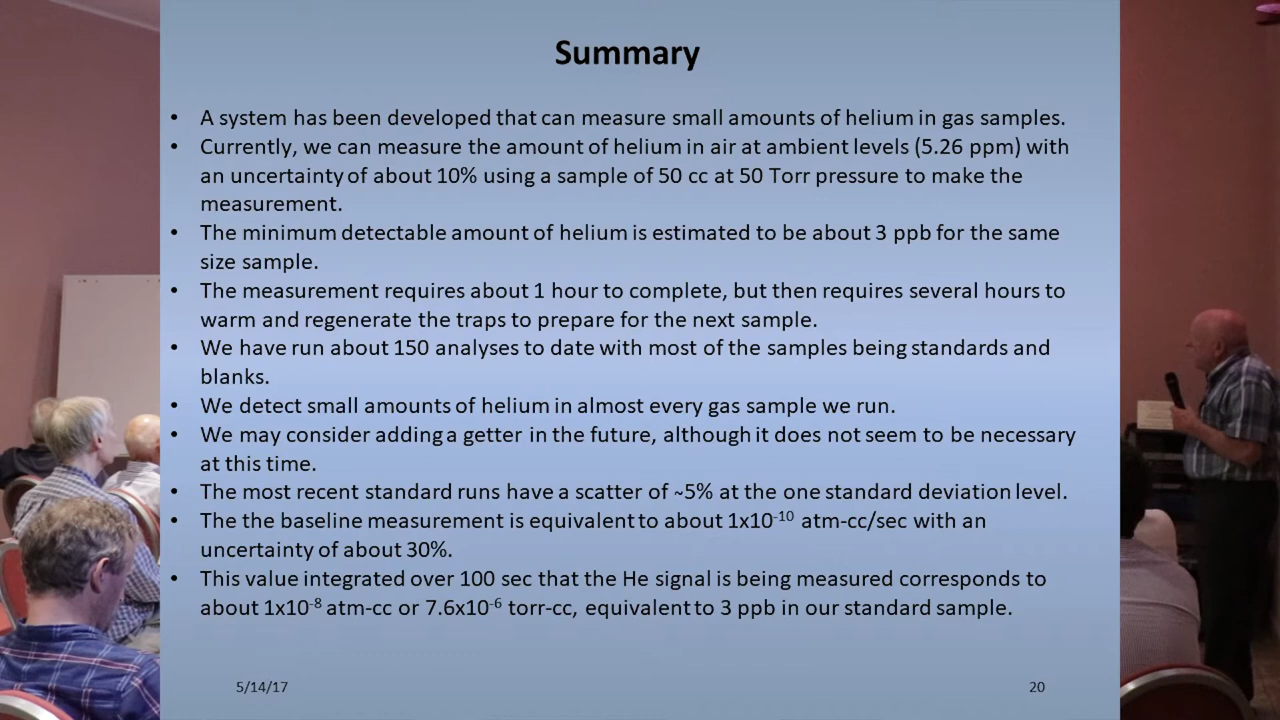 Summary
• A system has been developed that can measure small amounts of helium in gas samples.
• Currently, we can measure the amount of helium in air at ambient levels (5.26 ppm) with
an uncertainty of about 10% using a sample of 50 cc at 50 Torr pressure to make the
measurement.
• The minimum detectable amount of helium is estimated to be about 3 ppb for the same
size sample.
• The measurement requires about 1 hour to complete, but then requires several hours to
warm and regenerate the traps to prepare for the next sample.
• We have run about 150 analyses to date with most of the samples being standards and
blanks.
• We detect small amounts of helium in almost every gas sample we run.
• We may consider adding a getter in the future, although it does not seem to be necessary
at this time.
• The most recent standard runs have a scatter of ~5% at the one standard deviation level.
• The the baseline measurement is equivalent to about 1x10⁻¹⁰ atm-cc/sec with an
uncertainty of about 30%.
• This value integrated over 100 sec that the He signal is being measured corresponds to
about 1x10⁻⁸ atm-cc or 7.6x10⁻⁶ torr-cc, equivalent to 3 ppb in our standard sample.
5/14/17
20